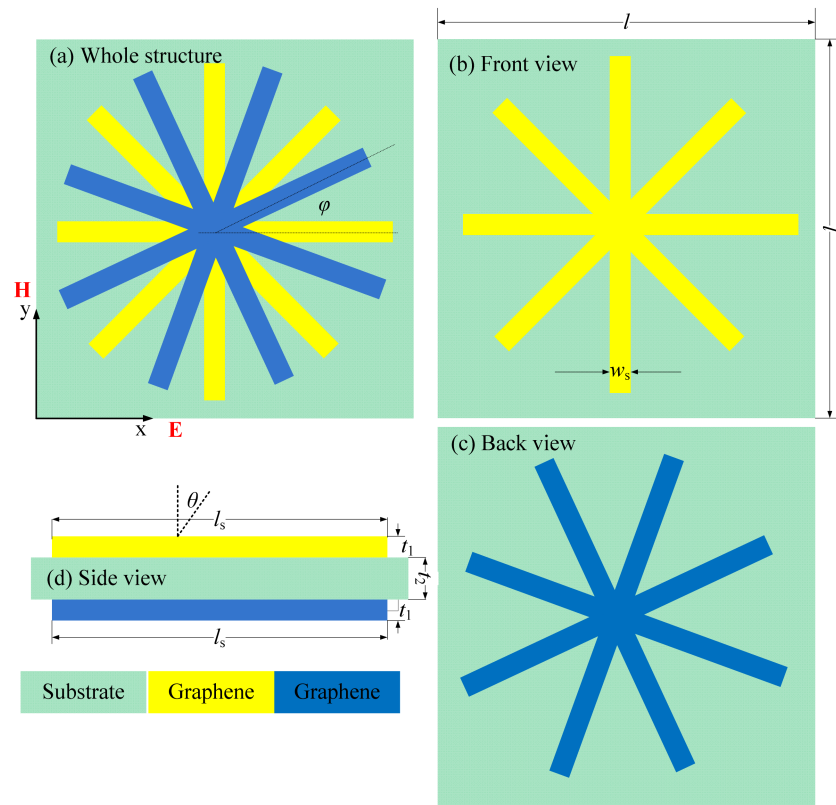 (a) Whole structure
φ
H
y
x
E
l
(b) Front view
l
wₛ
(c) Back view
θ
lₛ
t₁
(d) Side view
t₂
t₁
lₛ
Substrate
Graphene
Graphene